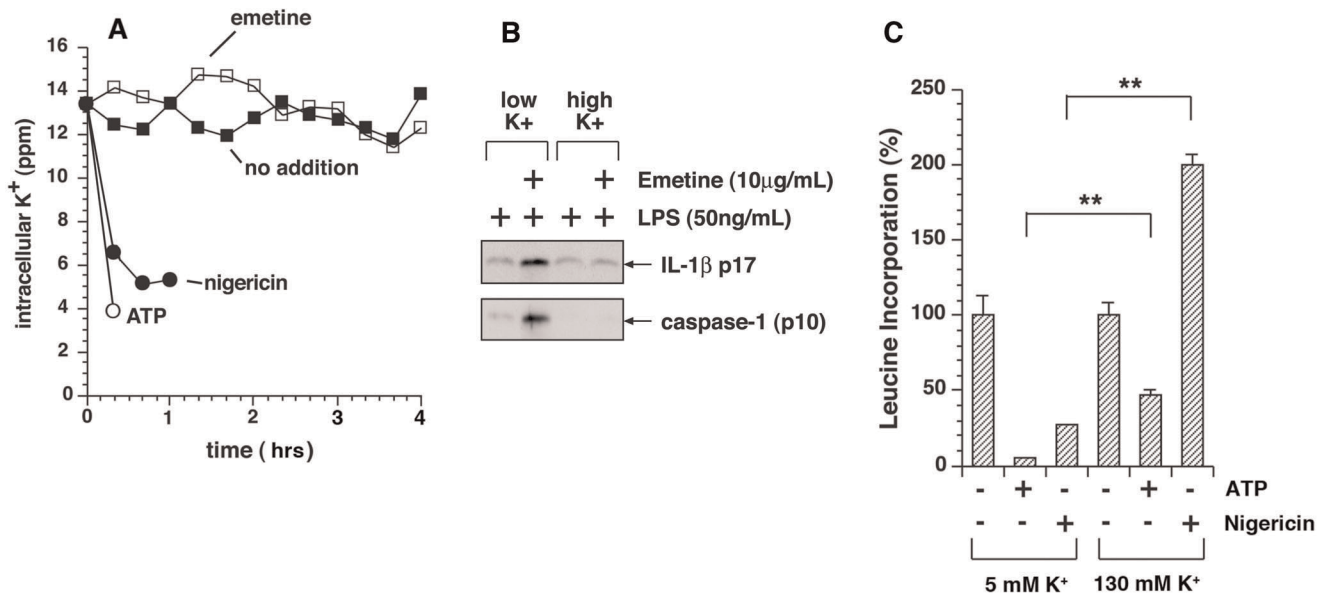 A
emetine
16
14
12
10
8
6
4
2
0
intracellular K+ (ppm)
no addition
nigericin
ATP
0 1 2 3 4
time ( hrs)
B
low K+
high K+
+ + Emetine (10µg/mL)
+ + + + LPS (50ng/mL)
IL-1β p17
caspase-1 (p10)
C
250
200
150
100
50
0
Leucine Incorporation (%)
**
**
- + - - + - ATP
- - + - - + Nigericin
5 mM K+ 130 mM K+